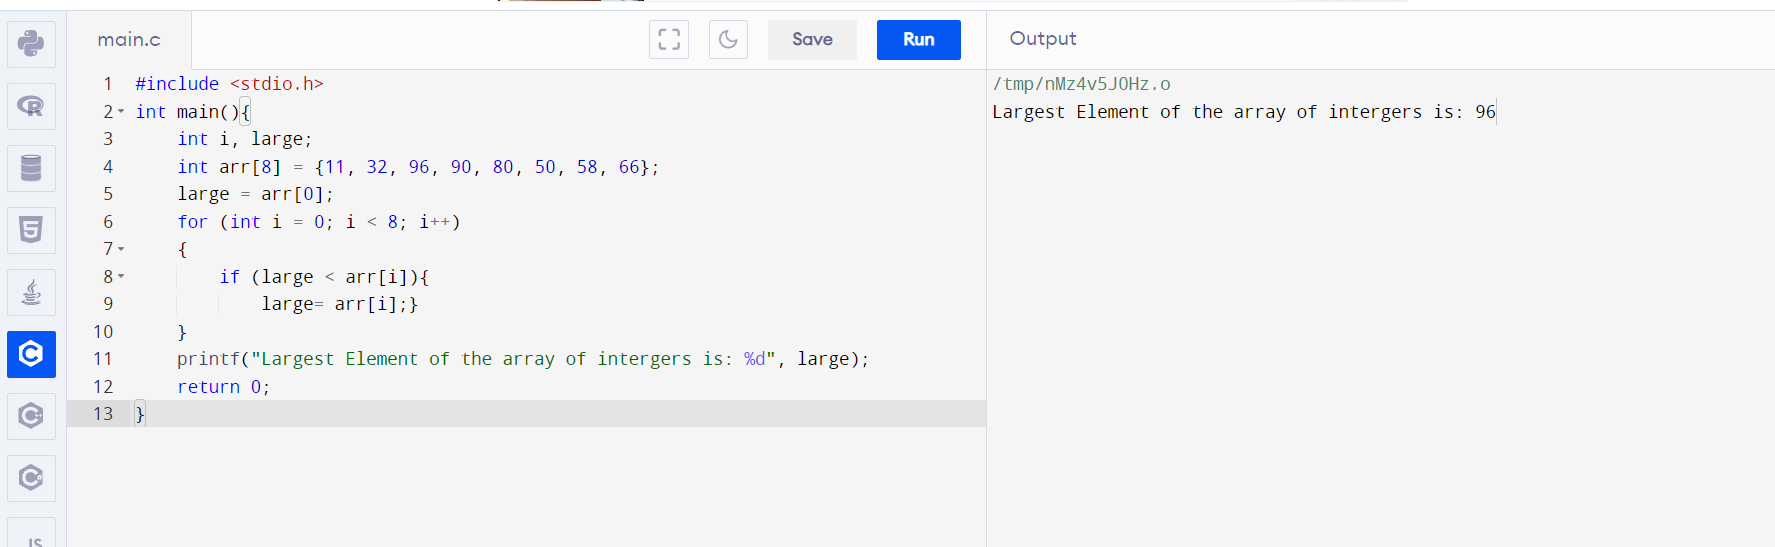 main.c
Save
Run
Output
1 #include <stdio.h>
2 int main(){
3 int i, large;
4 int arr[8] = {11, 32, 96, 90, 80, 50, 58, 66};
5 large = arr[0];
6 for (int i = 0; i < 8; i++)
7 {
8 if (large < arr[i]){
9 large= arr[i];}
10 }
11 printf("Largest Element of the array of intergers is: %d", large);
12 return 0;
13 }
/tmp/nMz4v5JOHz.o
Largest Element of the array of intergers is: 96
R
5
C
C
C
JS